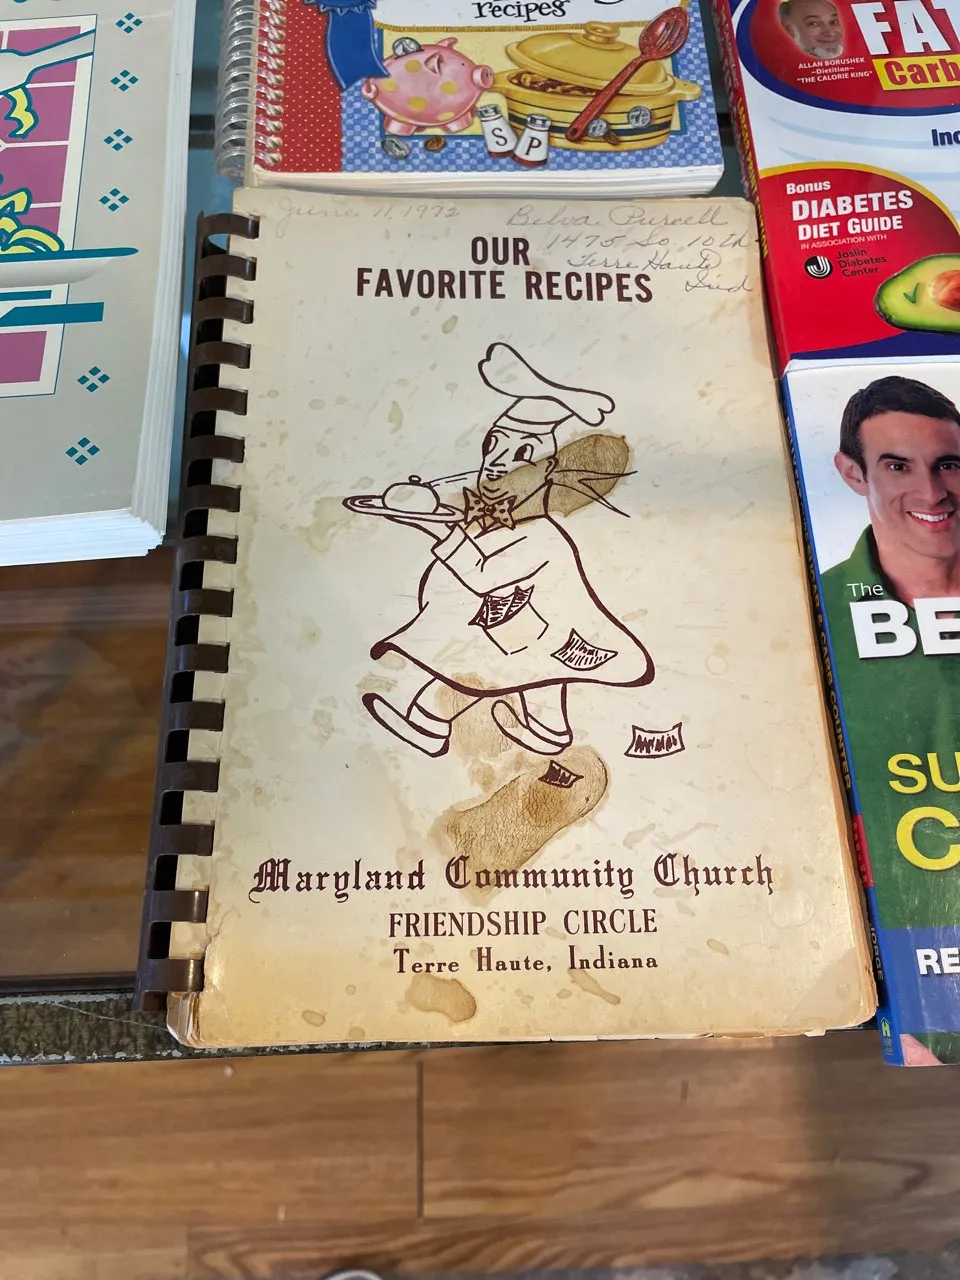 recipes
S P
ALLAN BORUSHEK
~Dietitian~
"THE CALORIE KING"
FAT
Carb
Inc
Bonus
DIABETES
DIET GUIDE
IN ASSOCIATION WITH
Joslin
Diabetes
Center
June 11, 1972
Belva Purcell
1475 So. 10th
Terre Haute
Ind
OUR
FAVORITE RECIPES
Maryland Community Church
FRIENDSHIP CIRCLE
Terre Haute, Indiana
The
BE
SU
C
RE